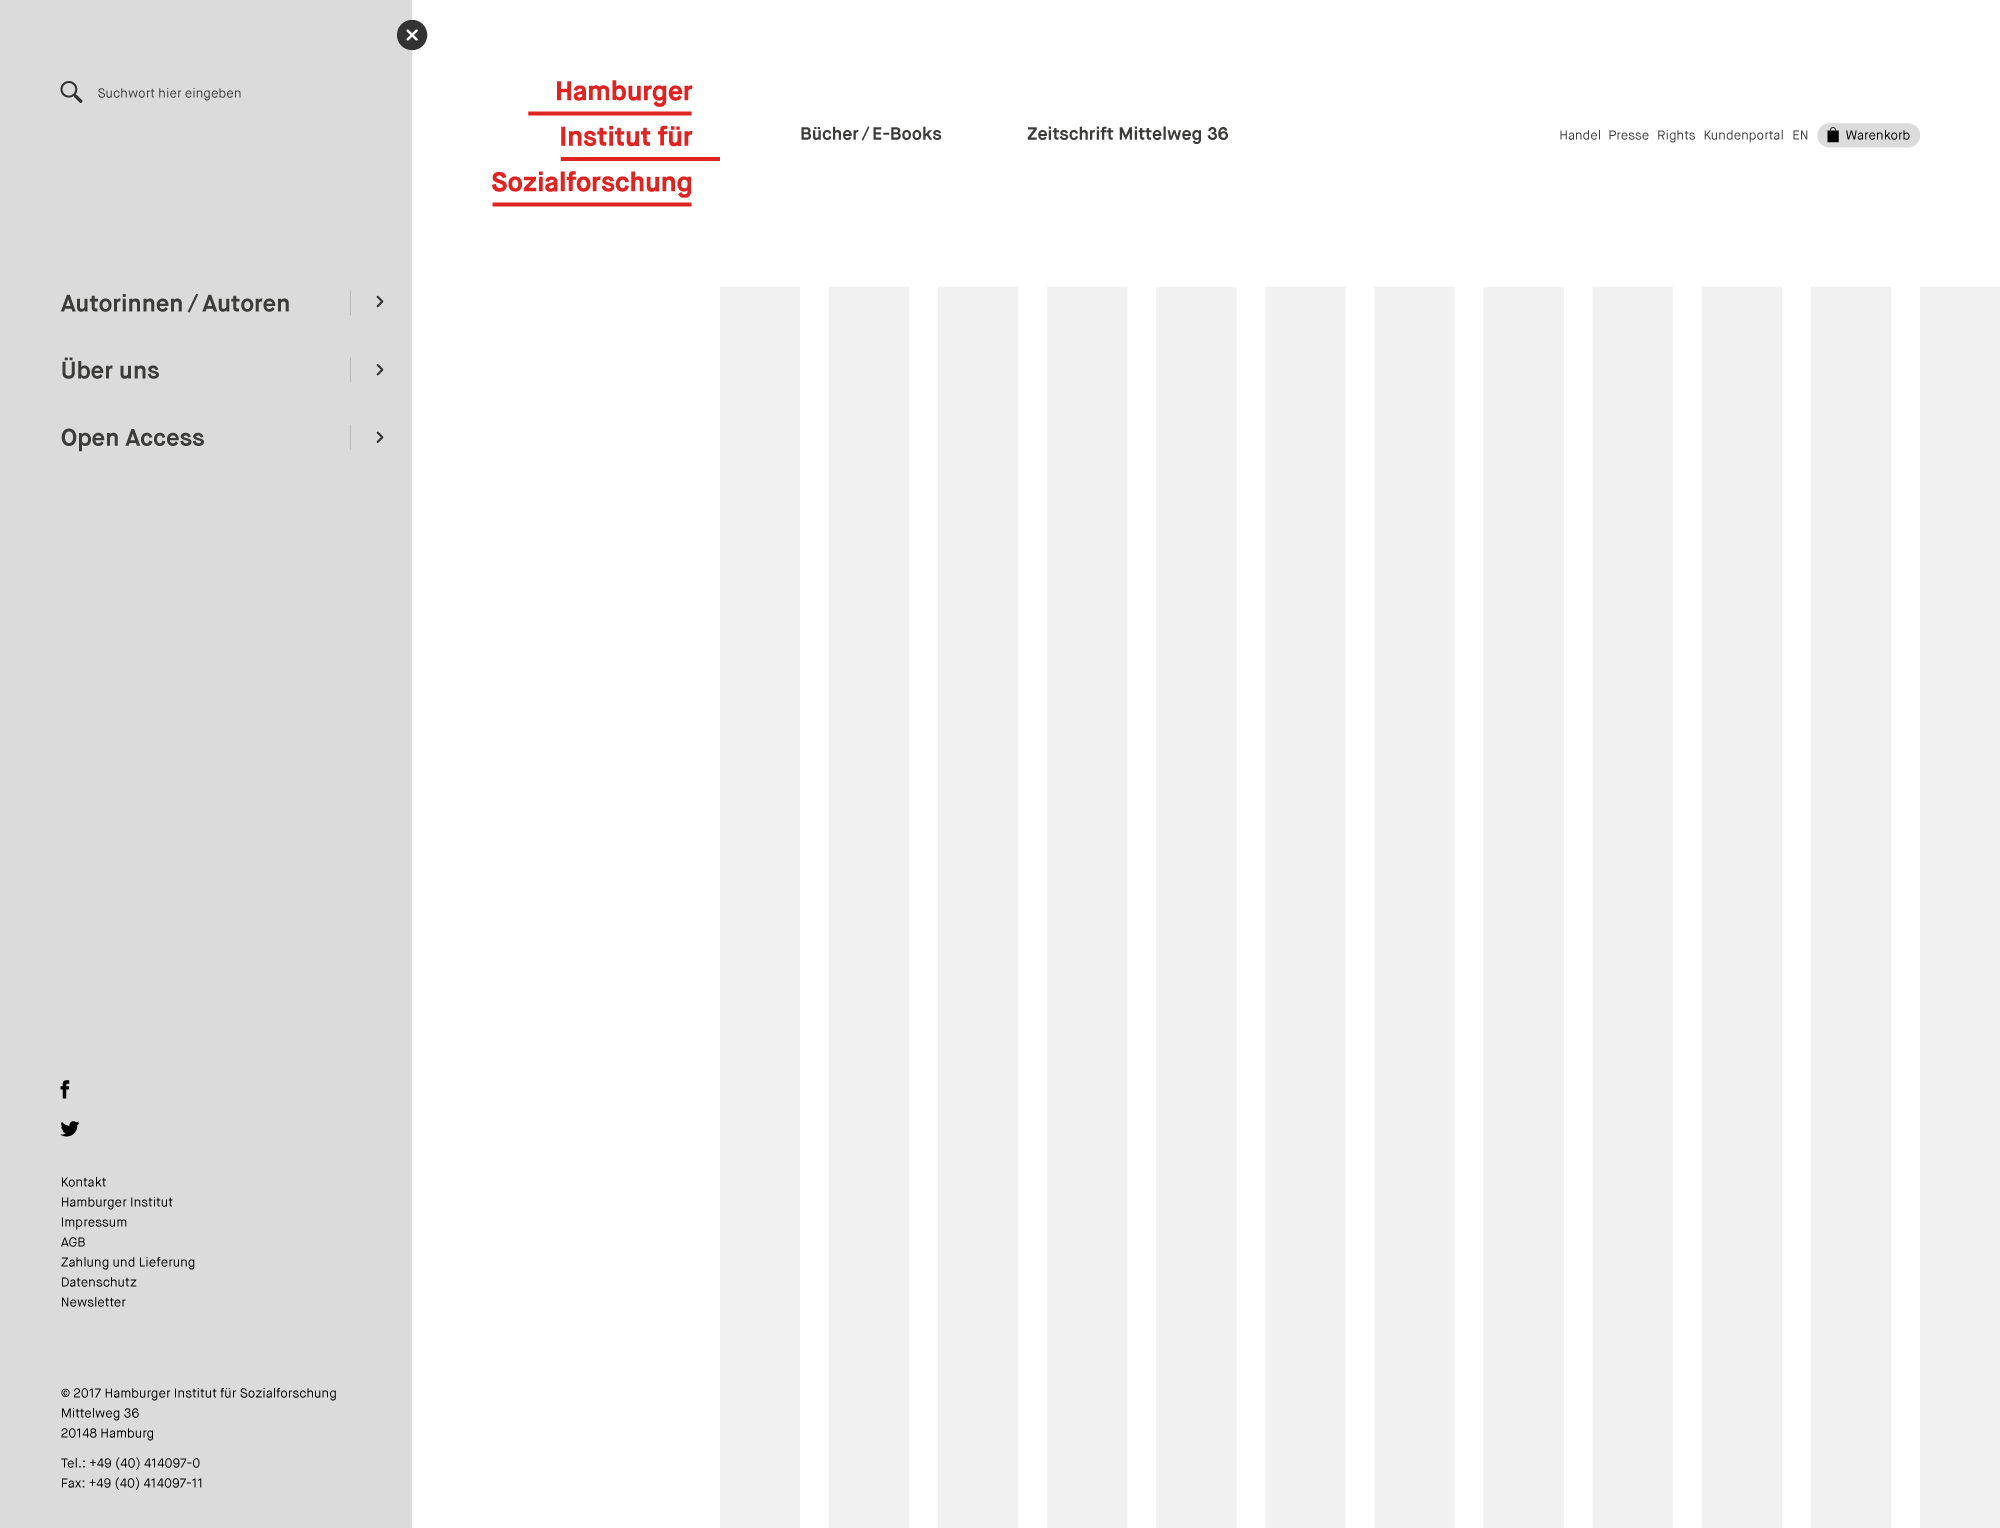 Suchwort hier eingeben
Autorinnen / Autoren
Über uns
Open Access
Kontakt
Hamburger Institut
Impressum
AGB
Zahlung und Lieferung
Datenschutz
Newsletter
© 2017 Hamburger Institut für Sozialforschung
Mittelweg 36
20148 Hamburg
Tel.: +49 (40) 414097-0
Fax: +49 (40) 414097-11
Hamburger
Institut für
Sozialforschung
Bücher / E-Books
Zeitschrift Mittelweg 36
Handel Presse Rights Kundenportal EN Warenkorb